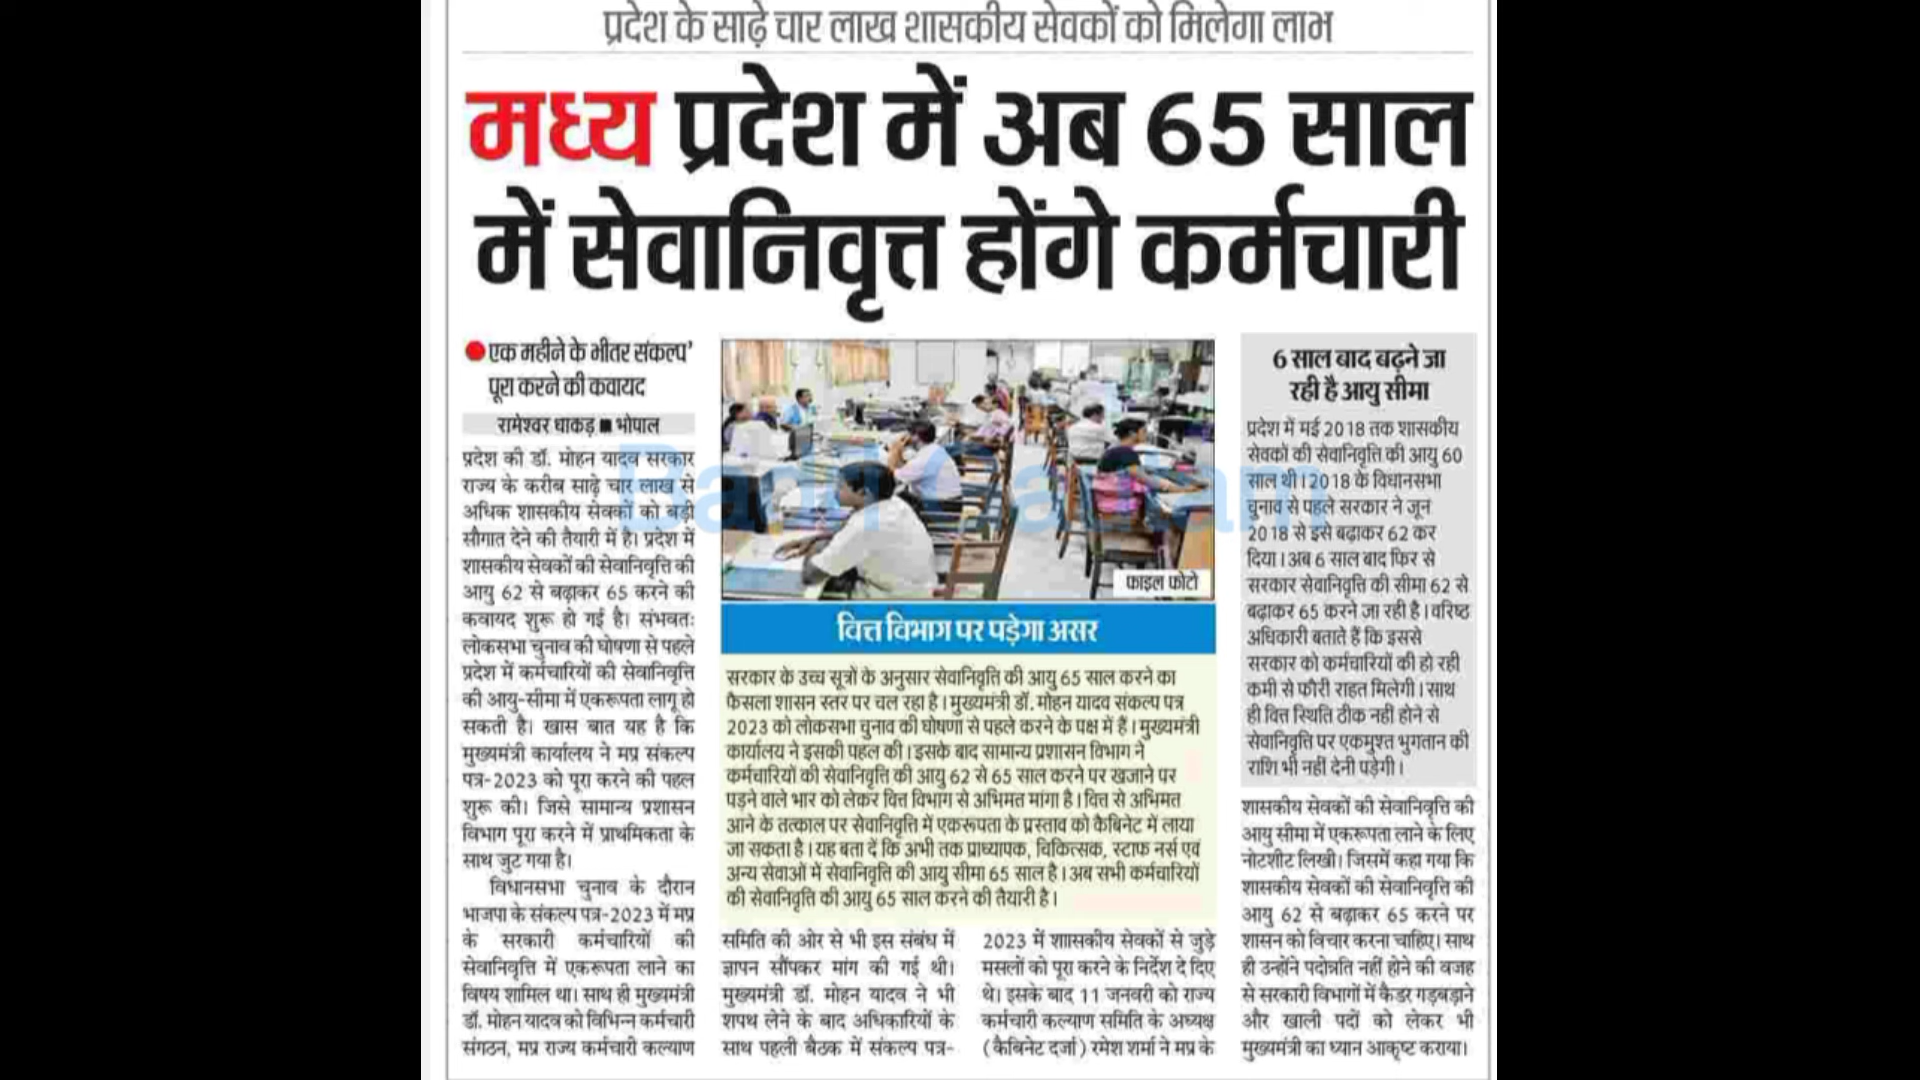 प्रदेश के साढ़े चार लाख शासकीय सेवकों को मिलेगा लाभ
मध्य प्रदेश में अब 65 साल
में सेवानिवृत्त होंगे कर्मचारी
एक महीने के भीतर संकल्प’
पूरा करने की कवायद
रामेश्वर धाकड़ ■ भोपाल
प्रदेश की डॉ. मोहन यादव सरकार
राज्य के करीब साढ़े चार लाख से
अधिक शासकीय सेवकों को बड़ी
सौगात देने की तैयारी में है। प्रदेश में
शासकीय सेवकों की सेवानिवृत्ति की
आयु 62 से बढ़ाकर 65 करने की
कवायद शुरू हो गई है। संभवतः
लोकसभा चुनाव की घोषणा से पहले
प्रदेश में कर्मचारियों की सेवानिवृत्ति
की आयु-सीमा में एकरूपता लागू हो
सकती है। खास बात यह है कि
मुख्यमंत्री कार्यालय ने मप्र संकल्प
पत्र-2023 को पूरा करने की पहल
शुरू की। जिसे सामान्य प्रशासन
विभाग पूरा करने में प्राथमिकता के
साथ जुट गया है।
विधानसभा चुनाव के दौरान
भाजपा के संकल्प पत्र-2023 में मप्र
के सरकारी कर्मचारियों की
सेवानिवृत्ति में एकरूपता लाने का
विषय शामिल था। साथ ही मुख्यमंत्री
डॉ. मोहन यादव को विभिन्न कर्मचारी
संगठन, मप्र राज्य कर्मचारी कल्याण
फाइल फोटो
वित्त विभाग पर पड़ेगा असर
सरकार के उच्च सूत्रों के अनुसार सेवानिवृत्ति की आयु 65 साल करने का
फैसला शासन स्तर पर चल रहा है। मुख्यमंत्री डॉ. मोहन यादव संकल्प पत्र
2023 को लोकसभा चुनाव की घोषणा से पहले करने के पक्ष में हैं। मुख्यमंत्री
कार्यालय ने इसकी पहल की। इसके बाद सामान्य प्रशासन विभाग ने
कर्मचारियों की सेवानिवृत्ति की आयु 62 से 65 साल करने पर खजाने पर
पड़ने वाले भार को लेकर वित्त विभाग से अभिमत मांगा है। वित्त से अभिमत
आने के तत्काल पर सेवानिवृत्ति में एकरूपता के प्रस्ताव को कैबिनेट में लाया
जा सकता है। यह बता दें कि अभी तक प्राध्यापक, चिकित्सक, स्टाफ नर्स एवं
अन्य सेवाओं में सेवानिवृत्ति की आयु सीमा 65 साल है। अब सभी कर्मचारियों
की सेवानिवृत्ति की आयु 65 साल करने की तैयारी है।
समिति की ओर से भी इस संबंध में
ज्ञापन सौंपकर मांग की गई थी।
मुख्यमंत्री डॉ. मोहन यादव ने भी
शपथ लेने के बाद अधिकारियों के
साथ पहली बैठक में संकल्प पत्र-
2023 में शाासकीय सेवकों से जुड़े
मसलों को पूरा करने के निर्देश दे दिए
थे। इसके बाद 11 जनवरी को राज्य
कर्मचारी कल्याण समिति के अध्यक्ष
(कैबिनेट दर्जा) रमेश शर्मा ने मप्र के
6 साल बाद बढ़ने जा
रही है आयु सीमा
प्रदेश में मई 2018 तक शासकीय
सेवकों की सेवानिवृत्ति की आयु 60
साल थी। 2018 के विधानसभा
चुनाव से पहले सरकार ने जून
2018 से इसे बढ़ाकर 62 कर
दिया। अब 6 साल बाद फिर से
सरकार सेवानिवृत्ति की सीमा 62 से
बढ़ाकर 65 करने जा रही है। वरिष्ठ
अधिकारी बताते हैं कि इससे
सरकार को कर्मचारियों की हो रही
कमी से फौरी राहत मिलेगी। साथ
ही वित्त स्थिति ठीक नहीं होने से
सेवानिवृत्ति पर एकमुश्त भुगतान की
राशि भी नहीं देनी पड़ेगी।
शासकीय सेवकों की सेवानिवृत्ति की
आयु सीमा में एकरूपता लाने के लिए
नोटशीट लिखी। जिसमें कहा गया कि
शासकीय सेवकों की सेवानिवृत्ति की
आयु 62 से बढ़ाकर 65 करने पर
शासन को विचार करना चाहिए। साथ
ही उन्होंने पदोन्नति नहीं होने की वजह
से सरकारी विभागों में कैडर गड़बड़ाने
और खाली पदों को लेकर भी
मुख्यमंत्री का ध्यान आकृष्ट कराया।